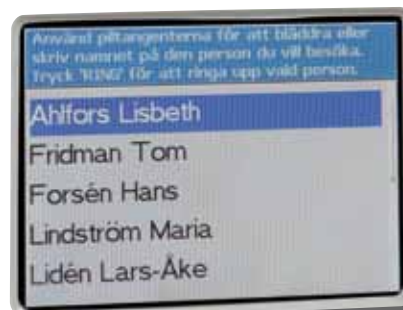 Använd piltangenterna för att bläddra eller
skriv namnet på den person du vill besöka.
Tryck 'RING' för att ringa upp vald person.
Ahlfors Lisbeth
Fridman Tom
Forsén Hans
Lindström Maria
Lidén Lars-Åke